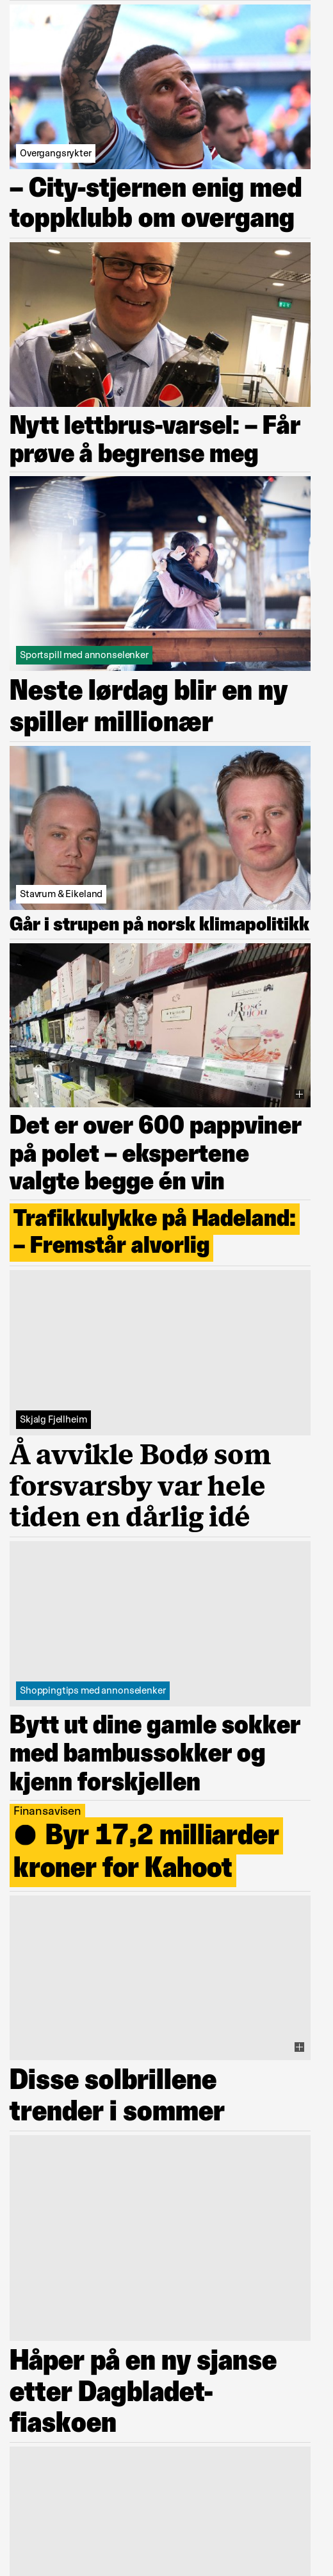 Overgangsrykter
– City-stjernen enig med
toppklubb om overgang
Nytt lettbrus-varsel: – Får
prøve å begrense meg
Sportspill med annonselenker
Neste lørdag blir en ny
spiller millionær
Stavrum & Eikeland
Går i strupen på norsk klimapolitikk
Rosé
d'Anjou
Det er over 600 pappviner
på polet – ekspertene
valgte begge én vin
Trafikkulykke på Hadeland:
– Fremstår alvorlig
Skjalg Fjellheim
Å avvikle Bodø som
forsvarsby var hele
tiden en dårlig idé
Shoppingtips med annonselenker
Bytt ut dine gamle sokker
med bambussokker og
kjenn forskjellen
Finansavisen
● Byr 17,2 milliarder
kroner for Kahoot
Disse solbrillene
trender i sommer
Håper på en ny sjanse
etter Dagbladet-
fiaskoen